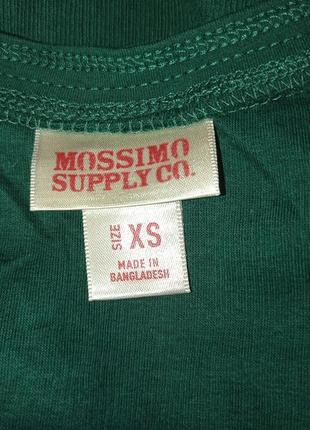 MOSSIMO
SUPPLY CO.
SIZE XS
MADE IN
BANGLADESH